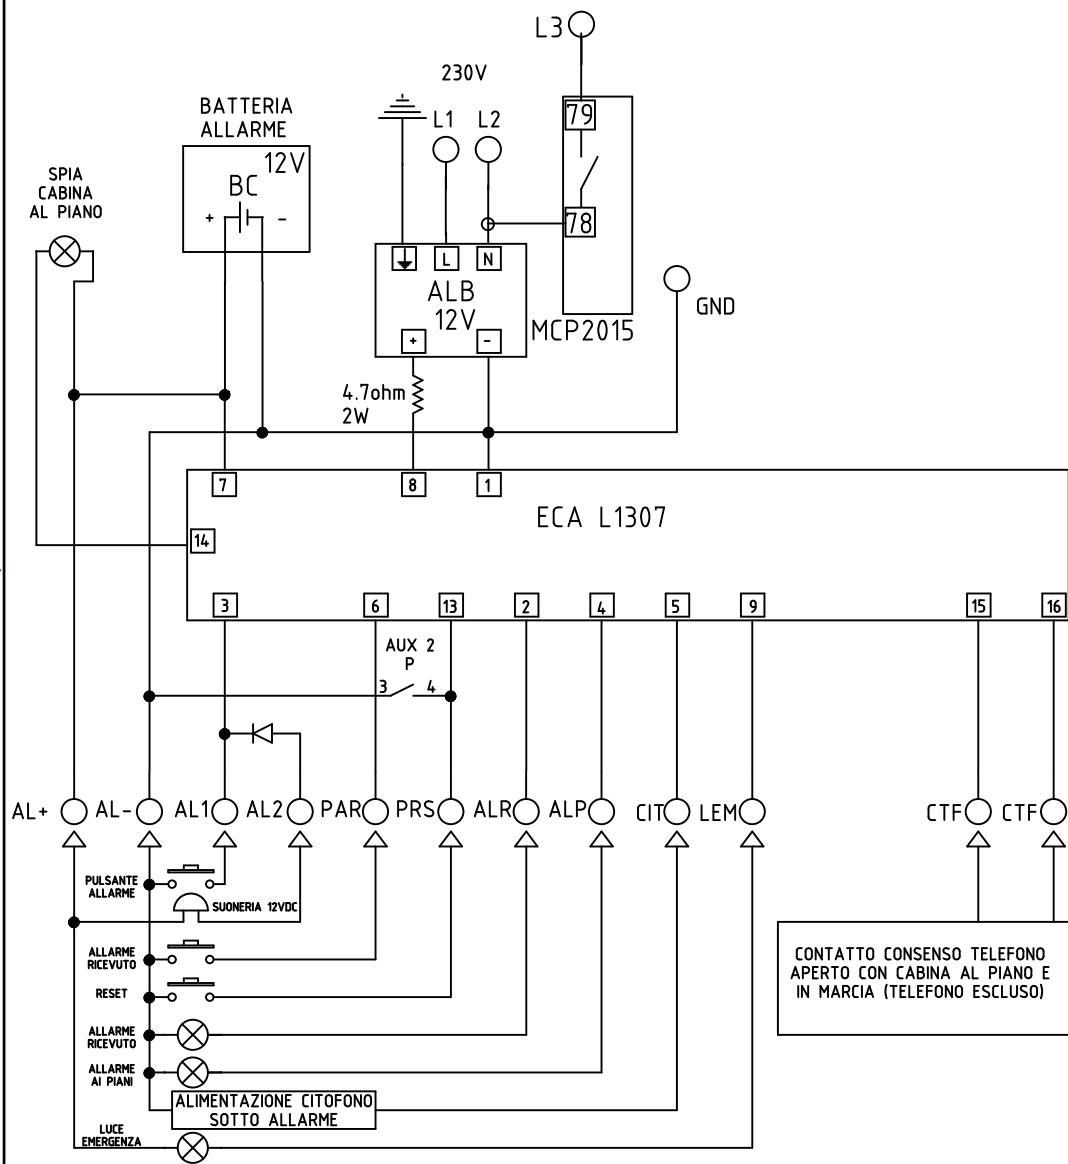 L3
230V
BATTERIA
ALLARME
L1
L2
79
12V
SPIA
CABINA
AL PIANO
BC
+
-
78
L
N
ALB
12V
GND
MCP2015
+
-
4.7ohm
2W
7
8
1
ECA L1307
14
3
6
13
2
4
5
9
15
16
AUX 2
P
3
4
AL+
AL-
AL1
AL2
PAR
PRS
ALR
ALP
CIT
LEM
CTF
CTF
PULSANTE
ALLARME
SUONERIA 12VDC
ALLARME
RICEVUTO
RESET
ALLARME
RICEVUTO
ALLARME
AI PIANI
ALIMENTAZIONE CITOFONO
SOTTO ALLARME
LUCE
EMERGENZA
CONTATTO CONSENSO TELEFONO
APERTO CON CABINA AL PIANO E
IN MARCIA (TELEFONO ESCLUSO)